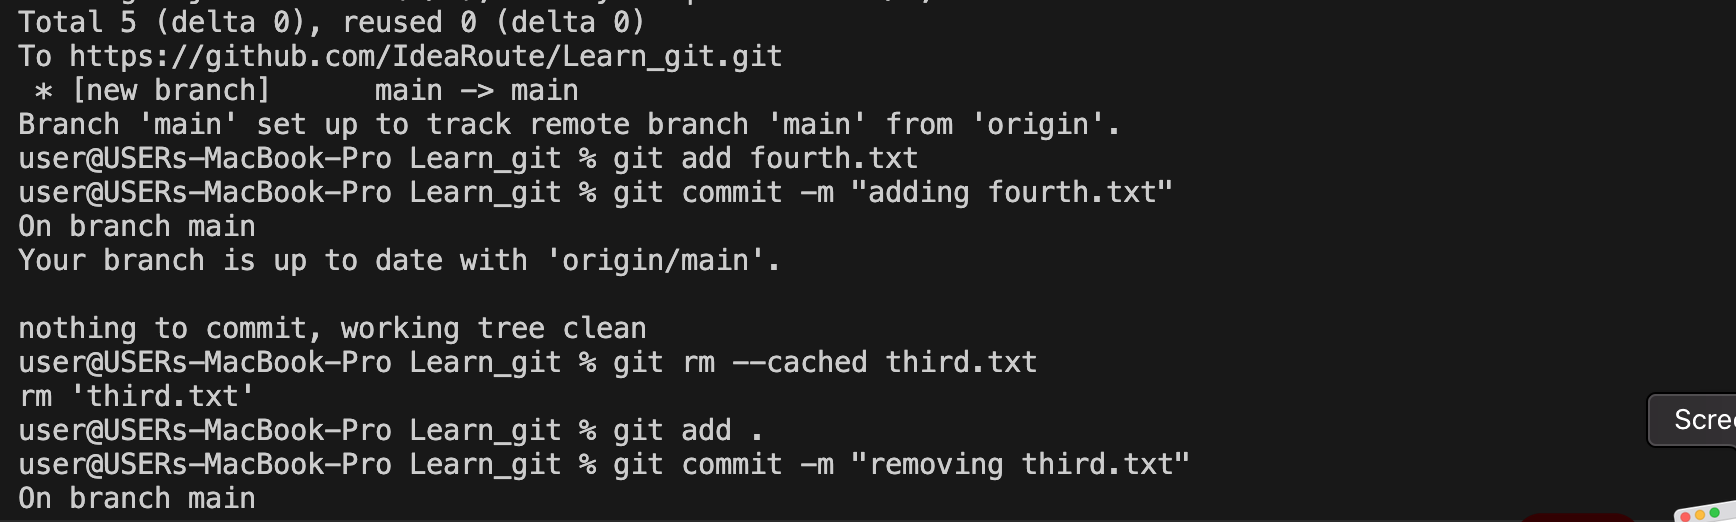 Total 5 (delta 0), reused 0 (delta 0)
To https://github.com/IdeaRoute/Learn_git.git
 * [new branch]      main -> main
Branch 'main' set up to track remote branch 'main' from 'origin'.
user@USERs-MacBook-Pro Learn_git % git add fourth.txt
user@USERs-MacBook-Pro Learn_git % git commit -m "adding fourth.txt"
On branch main
Your branch is up to date with 'origin/main'.

nothing to commit, working tree clean
user@USERs-MacBook-Pro Learn_git % git rm --cached third.txt
rm 'third.txt'
user@USERs-MacBook-Pro Learn_git % git add .
user@USERs-MacBook-Pro Learn_git % git commit -m "removing third.txt"
On branch main